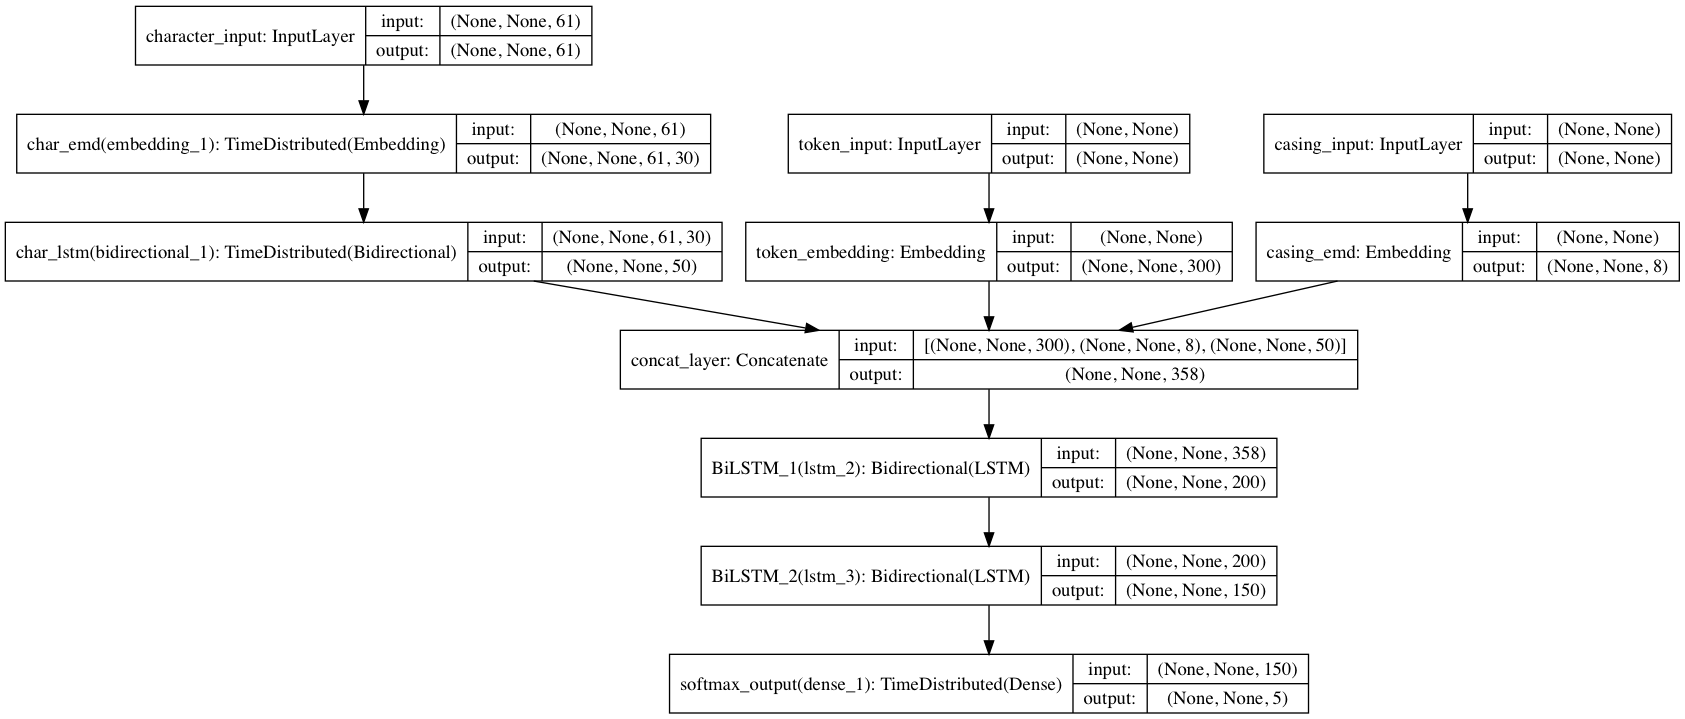 character_input: InputLayer
input:
(None, None, 61)
output:
(None, None, 61)
char_emd(embedding_1): TimeDistributed(Embedding)
input:
(None, None, 61)
output:
(None, None, 61, 30)
token_input: InputLayer
input:
(None, None)
output:
(None, None)
casing_input: InputLayer
input:
(None, None)
output:
(None, None)
char_lstm(bidirectional_1): TimeDistributed(Bidirectional)
input:
(None, None, 61, 30)
output:
(None, None, 50)
token_embedding: Embedding
input:
(None, None)
output:
(None, None, 300)
casing_emd: Embedding
input:
(None, None)
output:
(None, None, 8)
concat_layer: Concatenate
input:
[(None, None, 300), (None, None, 8), (None, None, 50)]
output:
(None, None, 358)
BiLSTM_1(lstm_2): Bidirectional(LSTM)
input:
(None, None, 358)
output:
(None, None, 200)
BiLSTM_2(lstm_3): Bidirectional(LSTM)
input:
(None, None, 200)
output:
(None, None, 150)
softmax_output(dense_1): TimeDistributed(Dense)
input:
(None, None, 150)
output:
(None, None, 5)